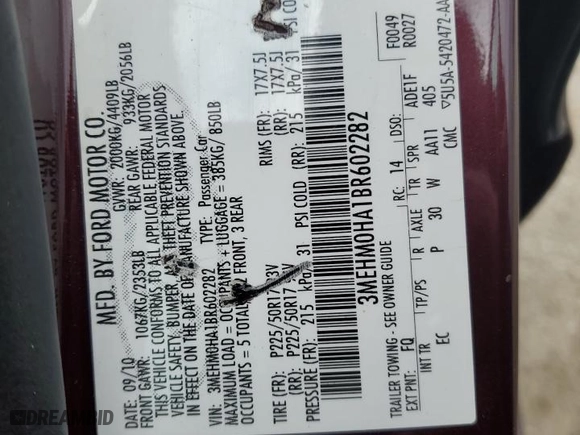 MFD. BY FORD MOTOR CO.
DATE: 09/10 GVWR: 2000KG/4409LB
FRONT GAWR: 1067KG/2353LB REAR GAWR: 933KG/2056LB
THIS VEHICLE CONFORMS TO ALL APPLICABLE FEDERAL MOTOR
VEHICLE SAFETY, BUMPER, THEFT PREVENTION STANDARDS
IN EFFECT ON THE DATE OF MANUFACTURE SHOWN ABOVE.
VIN: 3MEHM0HA1BR602282 TYPE: Passenger Car
MAXIMUM LOAD = OCCUPANTS + LUGGAGE = 385KG/ 850LB
OCCUPANTS = 5 TOTAL FRONT, 3 REAR
TIRE (FR): P225/50R17 93V RIMS (FR): 17X7.5J
(RR): P225/50R17 (RR): 17X7.5J
PRESSURE (FR): 215 kPa/ 31 PSI COLD (RR): 215 kPa/ 31 PSI CO
3MEHM0HA1BR602282
TRAILER TOWING - SEE OWNER GUIDE RC: 14 DSO: F0049
R0027
EXT PNT: FQ
INT TR TP/PS R AXLE TR SPR ADE1F
EC P 30 W AA11 405
CMC ▽5U5A-5420472-AA
DREAMBID